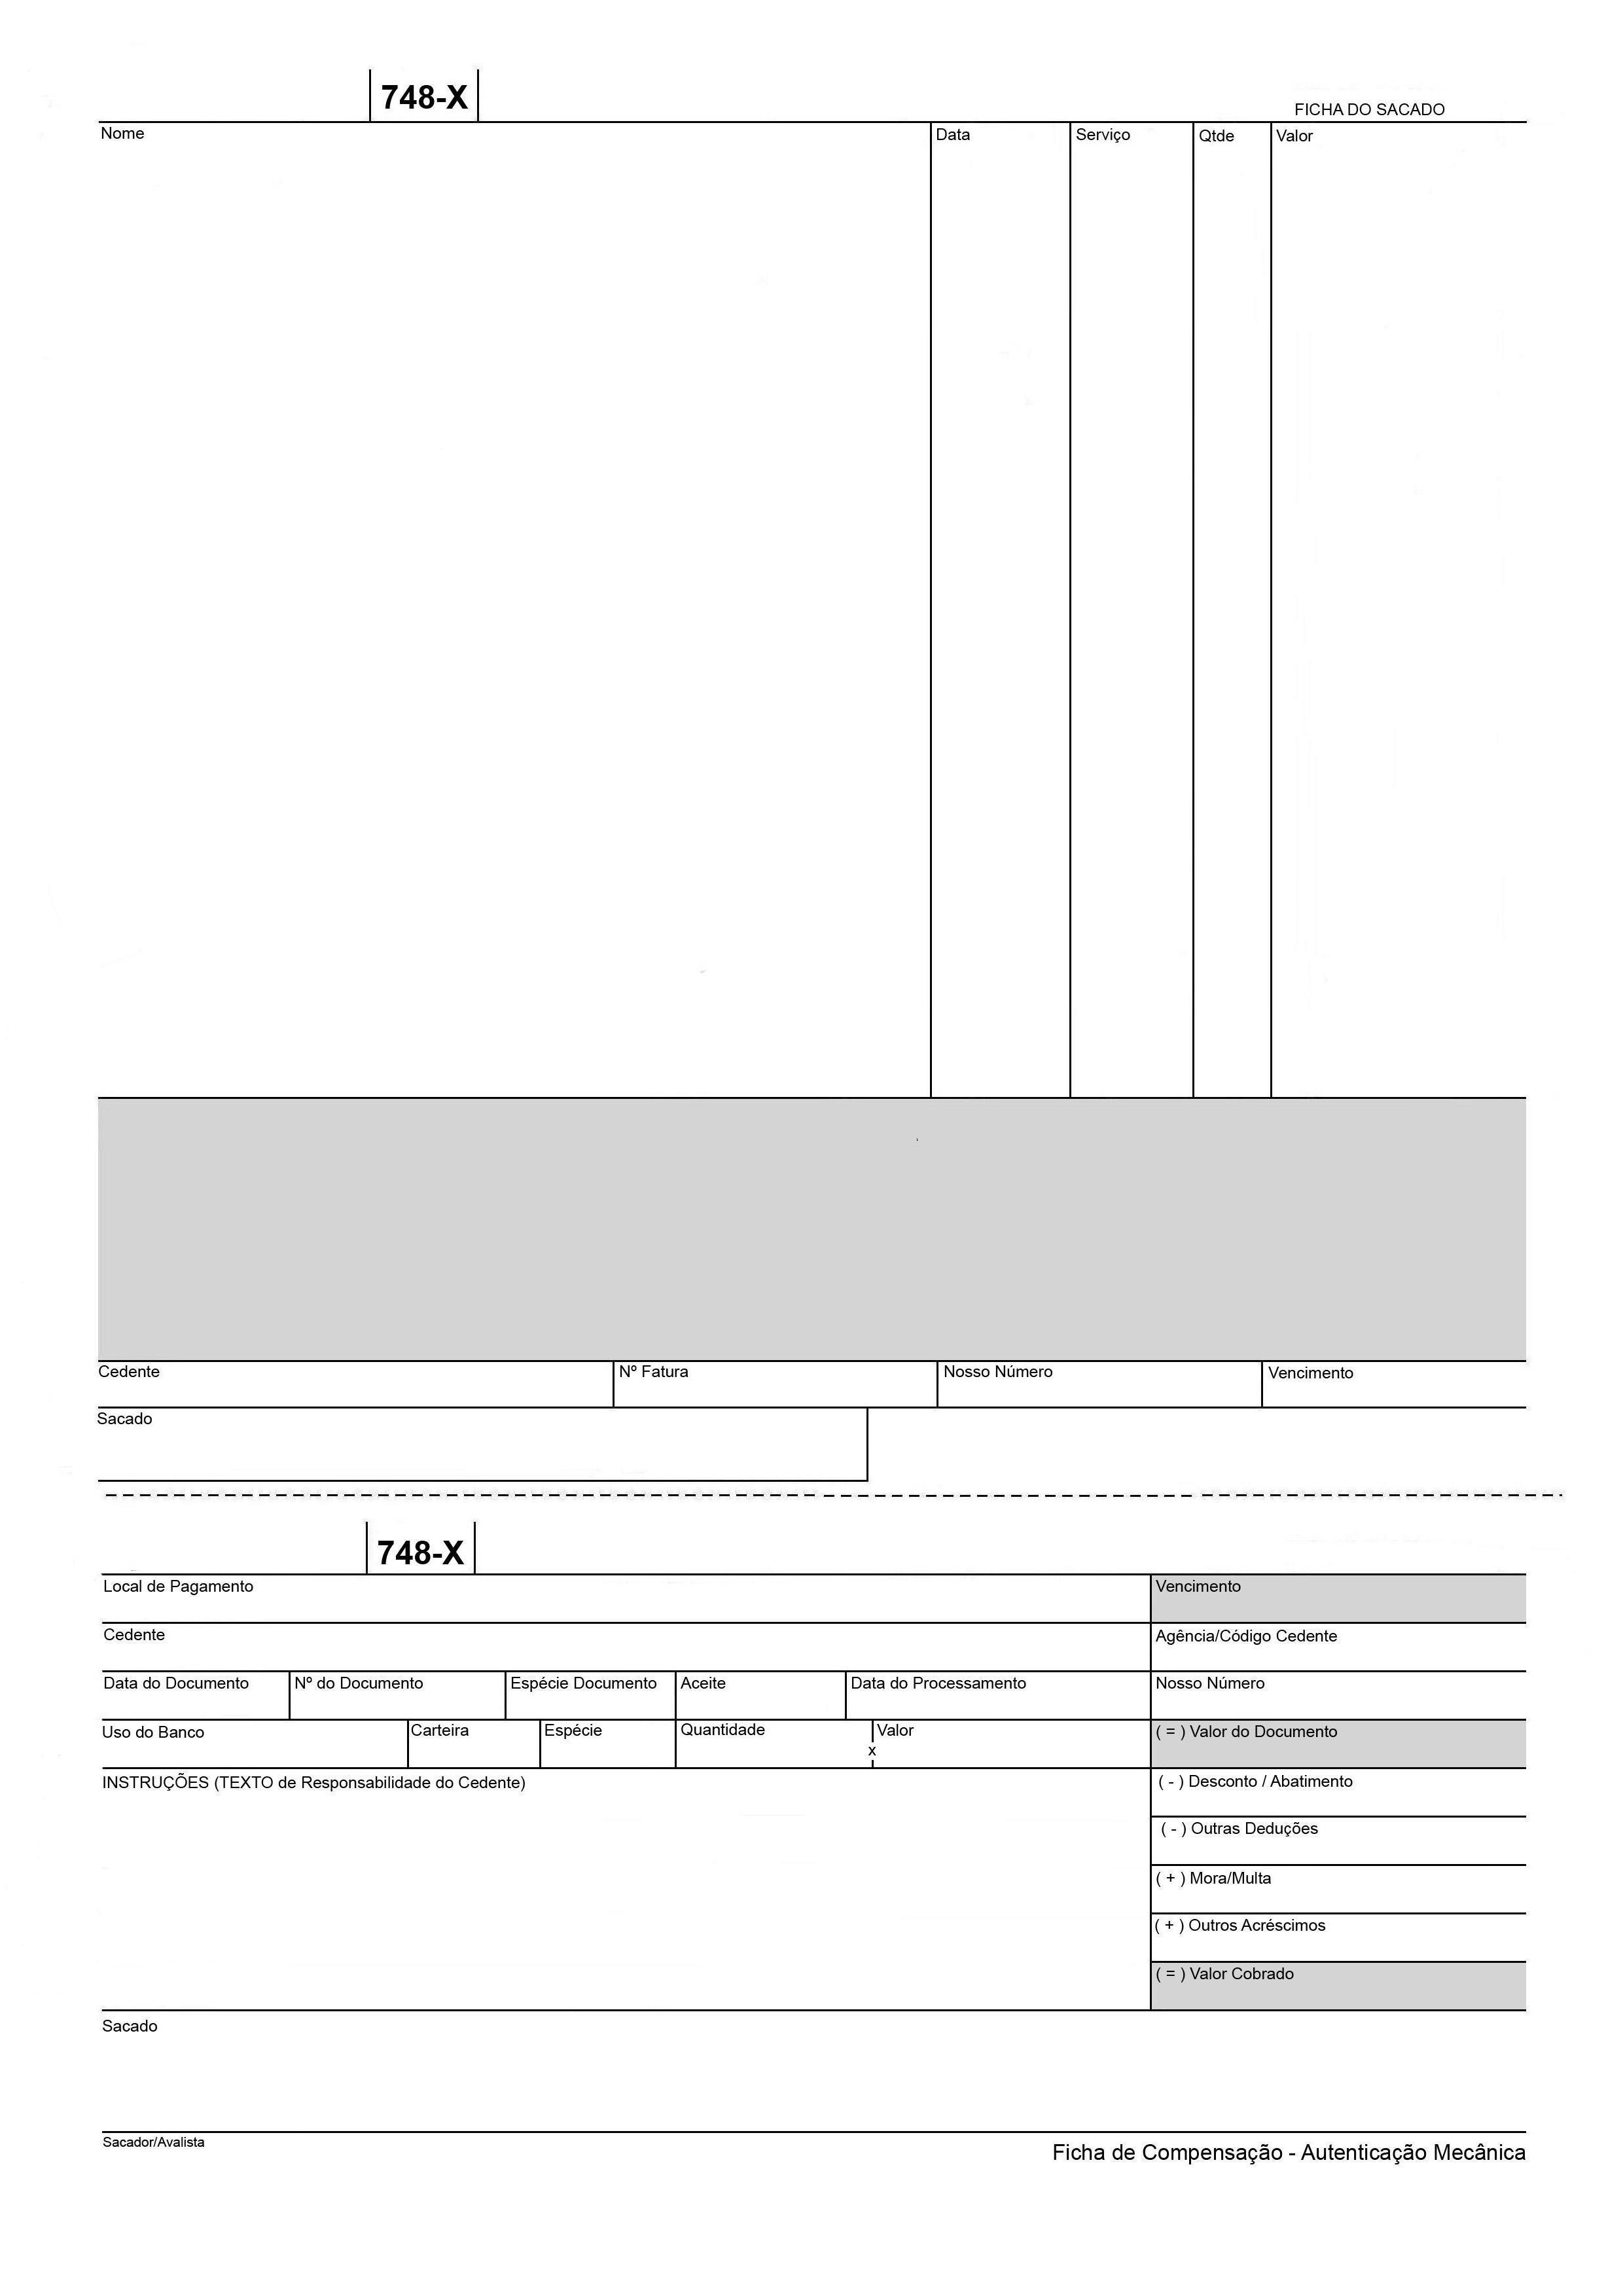 748-X
FICHA DO SACADO
Nome Data Serviço Qtde Valor
Cedente Nº Fatura Nosso Número Vencimento
Sacado
748-X
Local de Pagamento Vencimento
Cedente Agência/Código Cedente
Data do Documento Nº do Documento Espécie Documento Aceite Data do Processamento Nosso Número
Uso do Banco Carteira Espécie Quantidade Valor ( = ) Valor do Documento
x
INSTRUÇÕES (TEXTO de Responsabilidade do Cedente) ( - ) Desconto / Abatimento
( - ) Outras Deduções
( + ) Mora/Multa
( + ) Outros Acréscimos
( = ) Valor Cobrado
Sacado
Sacador/Avalista
Ficha de Compensação - Autenticação Mecânica